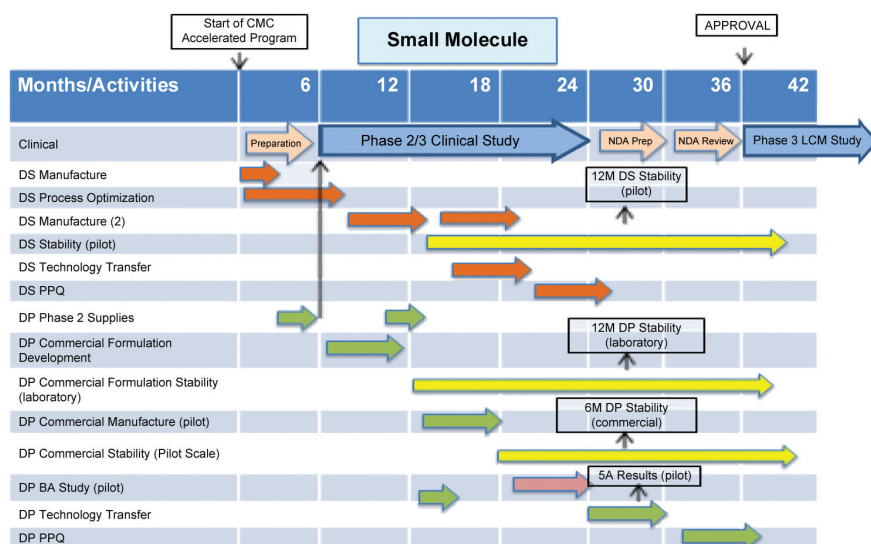 Start of CMC
Accelerated Program
Small Molecule
APPROVAL
Months/Activities 6 12 18 24 30 36 42
Clinical
Preparation
Phase 2/3 Clinical Study
NDA Prep
NDA Review
Phase 3 LCM Study
DS Manufacture
12M DS Stability
(pilot)
DS Process Optimization
DS Manufacture (2)
DS Stability (pilot)
DS Technology Transfer
DS PPQ
DP Phase 2 Supplies
12M DP Stability
(laboratory)
DP Commercial Formulation
Development
DP Commercial Formulation Stability
(laboratory)
6M DP Stability
(commercial)
DP Commercial Manufacture (pilot)
DP Commercial Stability (Pilot Scale)
5A Results (pilot)
DP BA Study (pilot)
DP Technology Transfer
DP PPQ